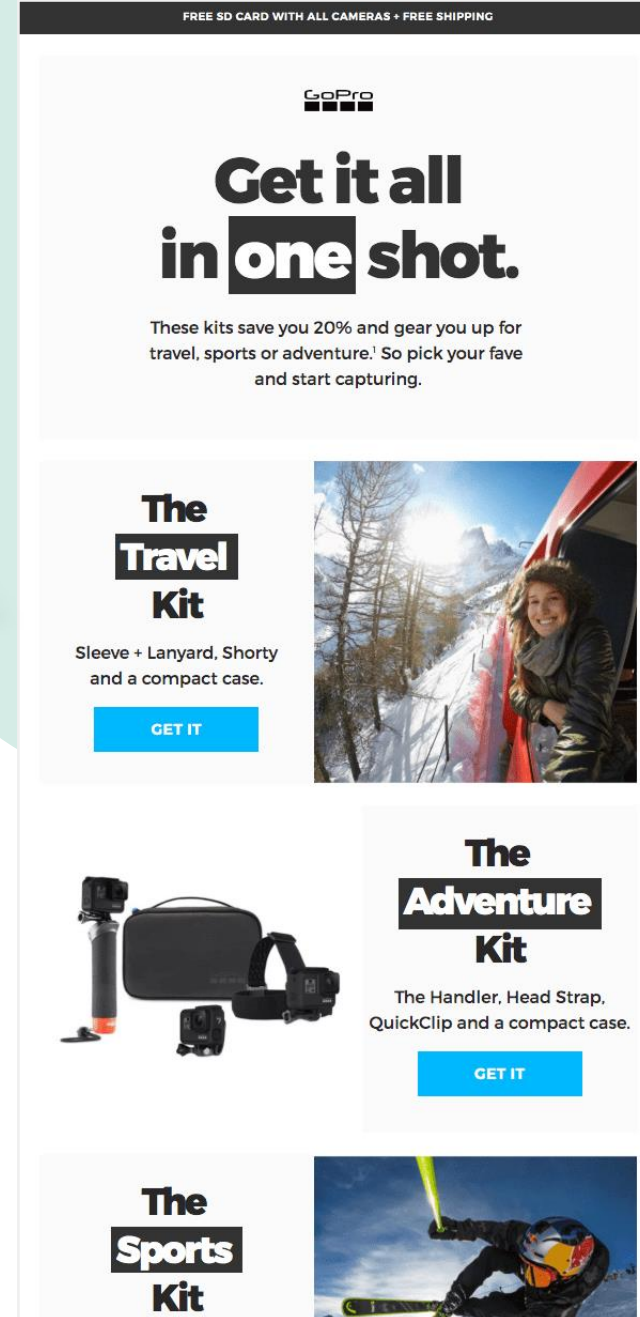 FREE SD CARD WITH ALL CAMERAS + FREE SHIPPING
GoPro
Get it all
in one shot.
These kits save you 20% and gear you up for
travel, sports or adventure.¹ So pick your fave
and start capturing.
The
Travel
Kit
Sleeve + Lanyard, Shorty
and a compact case.
GET IT
The
Adventure
Kit
The Handler, Head Strap,
QuickClip and a compact case.
GET IT
The
Sports
Kit